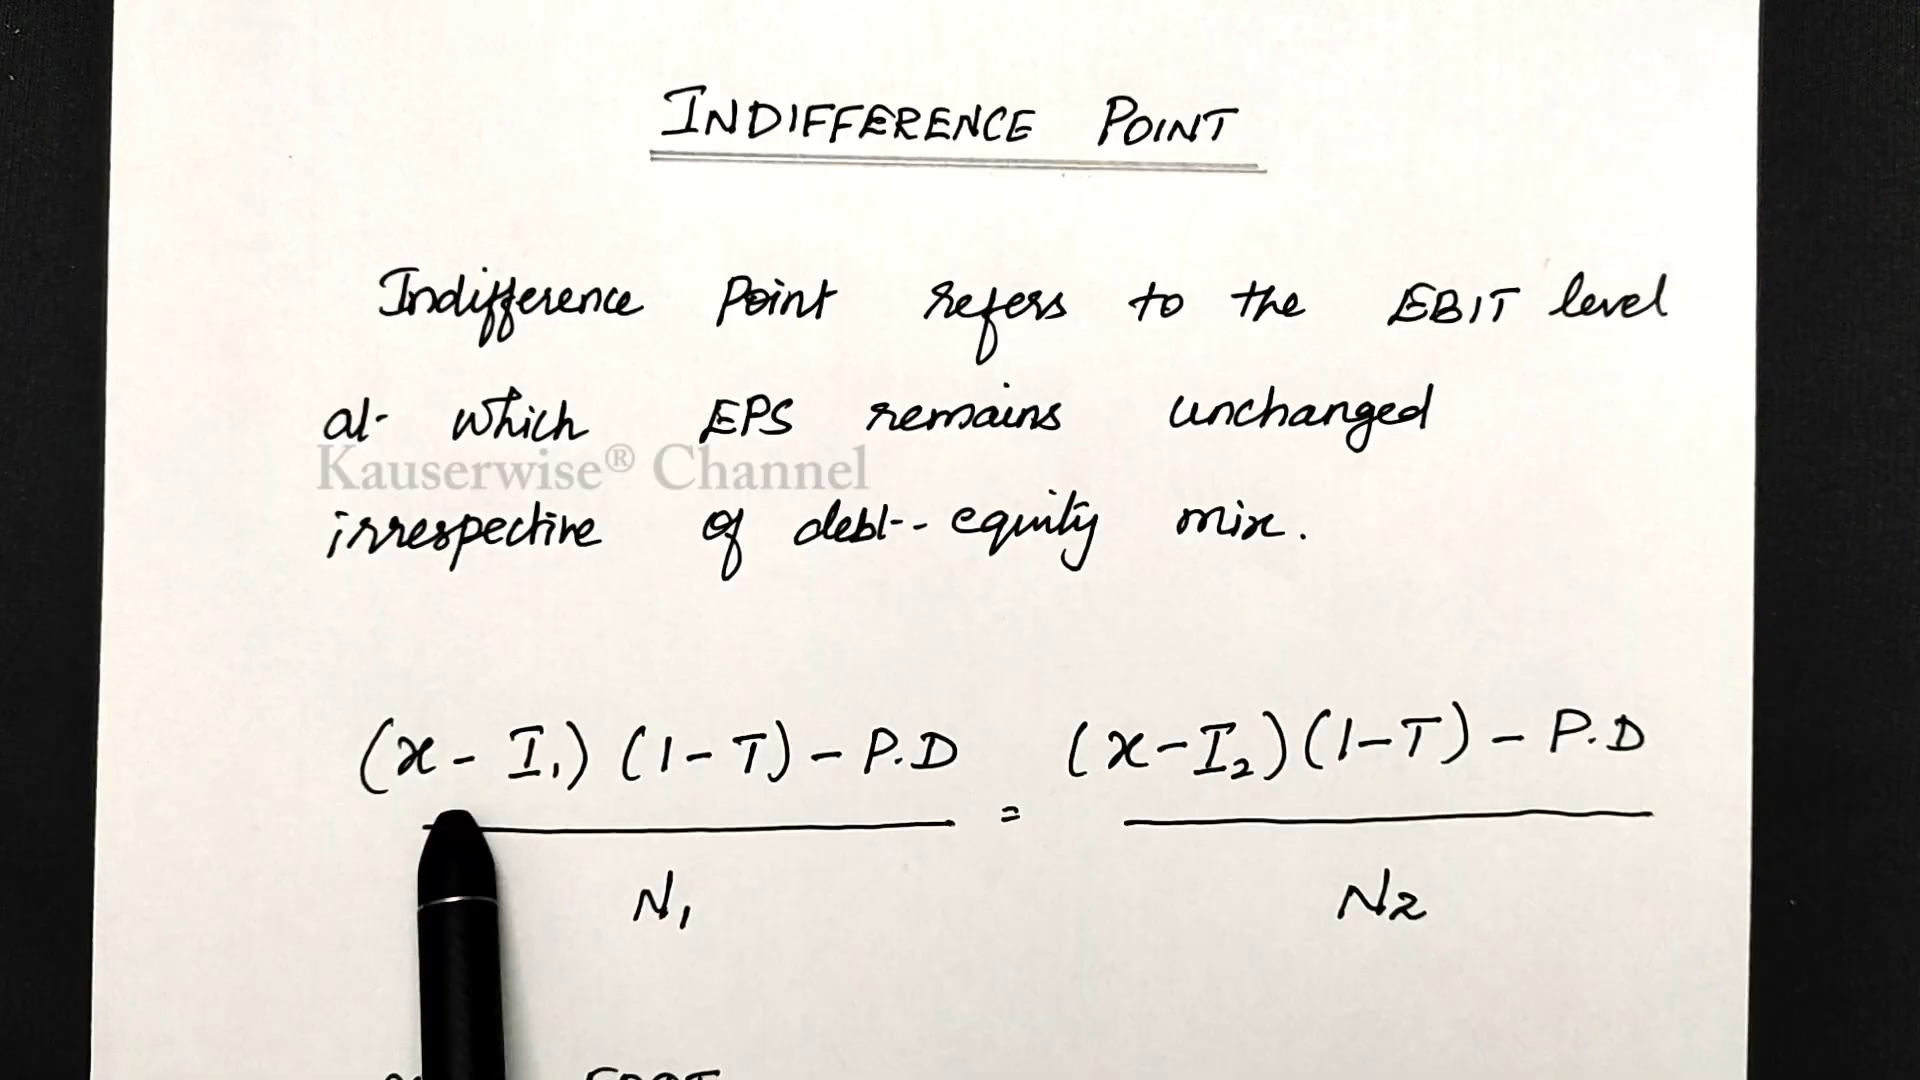 INDIFFERENCE POINT
Indifference Point refers to the EBIT level
at which EPS remains unchanged
Kauserwise® Channel
irrespective of debt-equity mix.
(x - I₁) (1 - T) - P.D = (x - I₂) (1 - T) - P.D
N₁ N₂